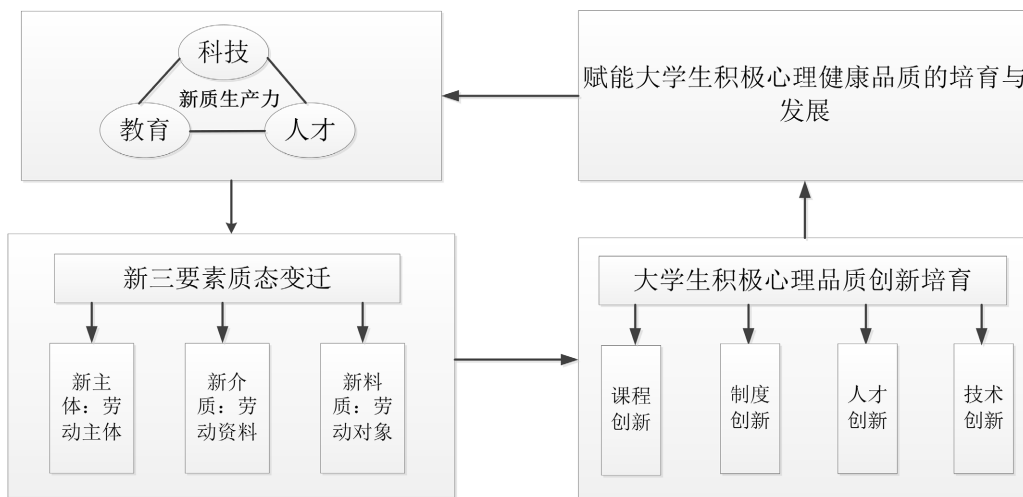 科技
新质生产力
教育
人才
赋能大学生积极心理健康品质的培育与
发展
新三要素质态变迁
新主
体：劳
动主体
新介
质：劳
动资料
新料
质：劳
动对象
大学生积极心理品质创新培育
课程
创新
制度
创新
人才
创新
技术
创新